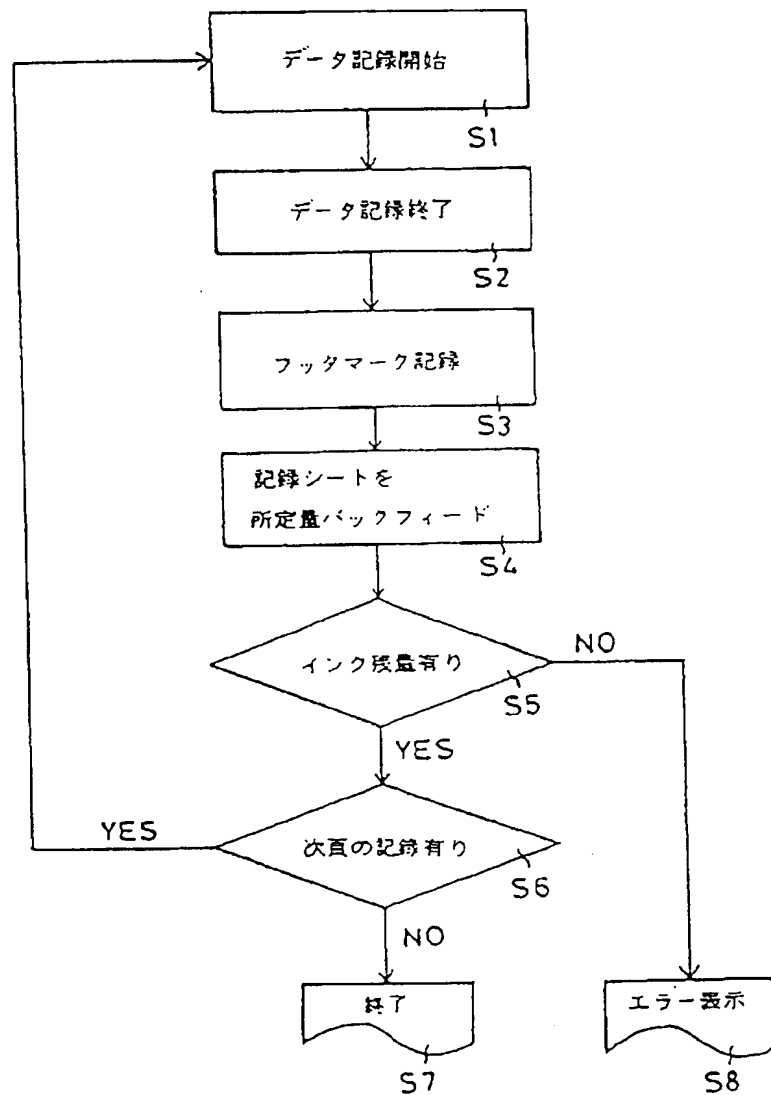 データ記録開始
S1
データ記録終了
S2
フッタマーク記録
S3
記録シートを
所定量バックフィード
S4
インク残量有り
NO
S5
YES
YES
次頁の記録有り
S6
NO
終了
エラー表示
S7
S8